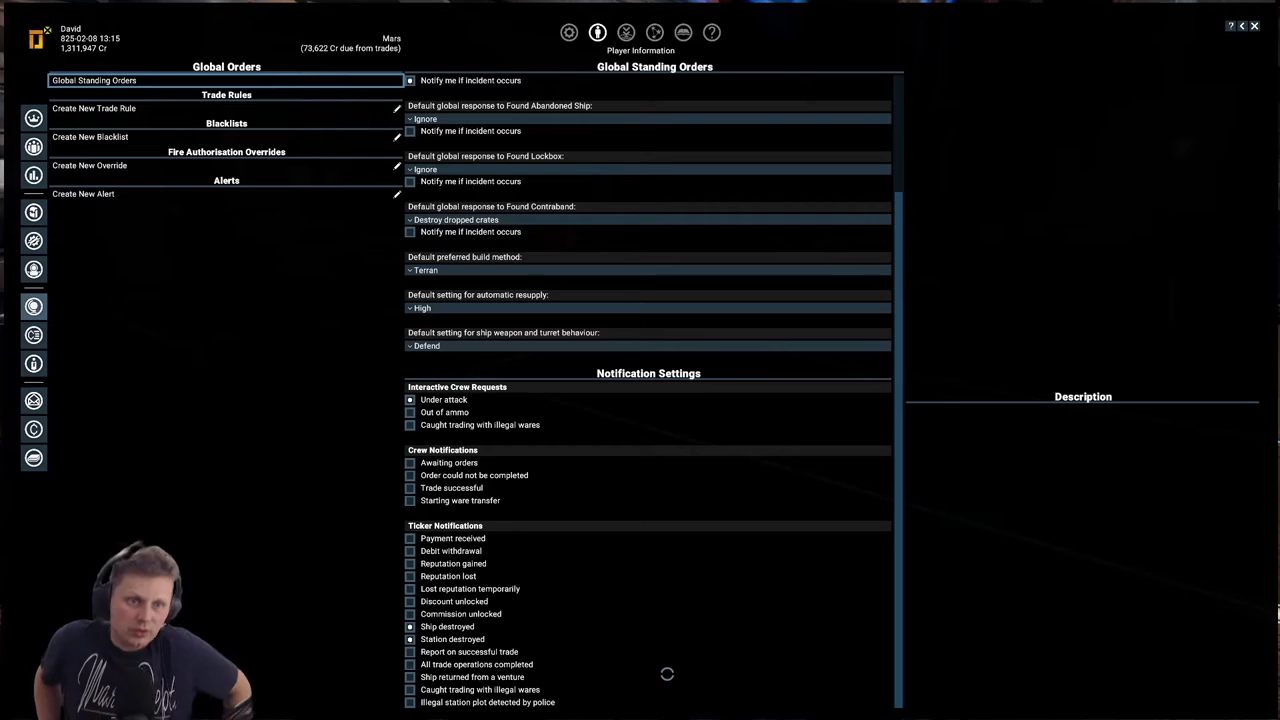 David
825-02-08 13:15
1,311,947 Cr
Mars
(73,622 Cr due from trades)
Player Information
Global Orders
Global Standing Orders
Trade Rules
Create New Trade Rule
Blacklists
Create New Blacklist
Fire Authorisation Overrides
Create New Override
Alerts
Create New Alert
Global Standing Orders
Notify me if incident occurs
Default global response to Found Abandoned Ship:
Ignore
Notify me if incident occurs
Default global response to Found Lockbox:
Ignore
Notify me if incident occurs
Default global response to Found Contraband:
Destroy dropped crates
Notify me if incident occurs
Default preferred build method:
Terran
Default setting for automatic resupply:
High
Default setting for ship weapon and turret behaviour:
Defend
Notification Settings
Interactive Crew Requests
Under attack
Out of ammo
Caught trading with illegal wares
Crew Notifications
Awaiting orders
Order could not be completed
Trade successful
Starting ware transfer
Ticker Notifications
Payment received
Debit withdrawal
Reputation gained
Reputation lost
Lost reputation temporarily
Discount unlocked
Commission unlocked
Ship destroyed
Station destroyed
Report on successful trade
All trade operations completed
Ship returned from a venture
Caught trading with illegal wares
Illegal station plot detected by police
Description